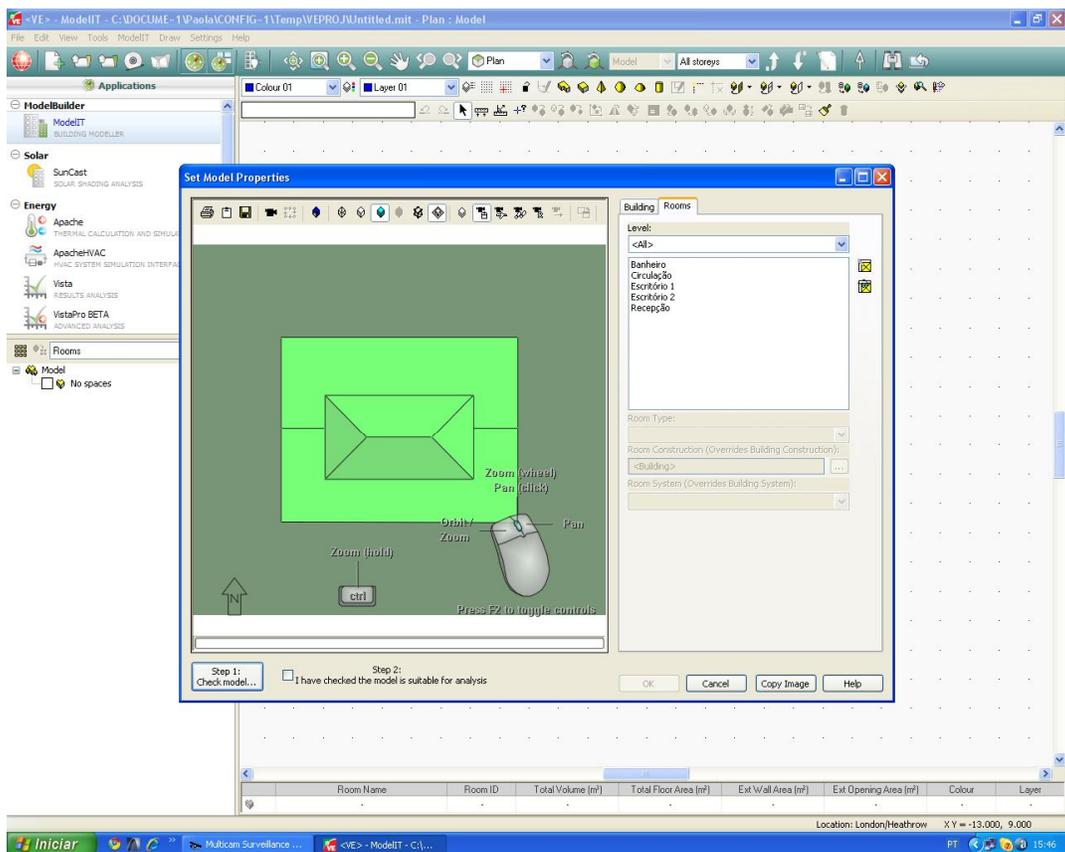 <VE> - ModelIT - C:\DOCUME~1\Paola\CONFIG~1\Temp\VEPROJ\Untitled.mit - Plan : Model
File Edit View Tools ModelIT Draw Settings Help
Plan Model All storeys
Applications
Colour 01 Layer 01
ModelBuilder
ModelIT
BUILDING MODELLER
Solar
SunCast
SOLAR SHADING ANALYSIS
Energy
Apache
THERMAL CALCULATION AND SIMULA
ApacheHVAC
HVAC SYSTEM SIMULATION INTERFAC
Vista
RESULTS ANALYSIS
VistaPro BETA
ADVANCED ANALYSIS
Rooms
Model
No spaces
Set Model Properties
Building Rooms
Level:
<All>
Banheiro
Circulação
Escritório 1
Escritório 2
Recepção
Room Type:
Room Construction (Overrides Building Construction):
<Building>
...
Room System (Overrides Building System):
Zoom (wheel)
Pan (click)
Orbit /
Zoom
Pan
Zoom (hold)
ctrl
N
Press F2 to toggle controls
Step 1:
Check model...
Step 2:
I have checked the model is suitable for analysis
OK Cancel Copy Image Help
Room Name Room ID Total Volume (m³) Total Floor Area (m²) Ext Wall Area (m²) Ext Opening Area (m²) Colour Layer
Location: London/Heathrow X Y = -13.000, 9.000
Iniciar Multicam Surveillance ... <VE> - ModelIT - C:\... PT 15:46